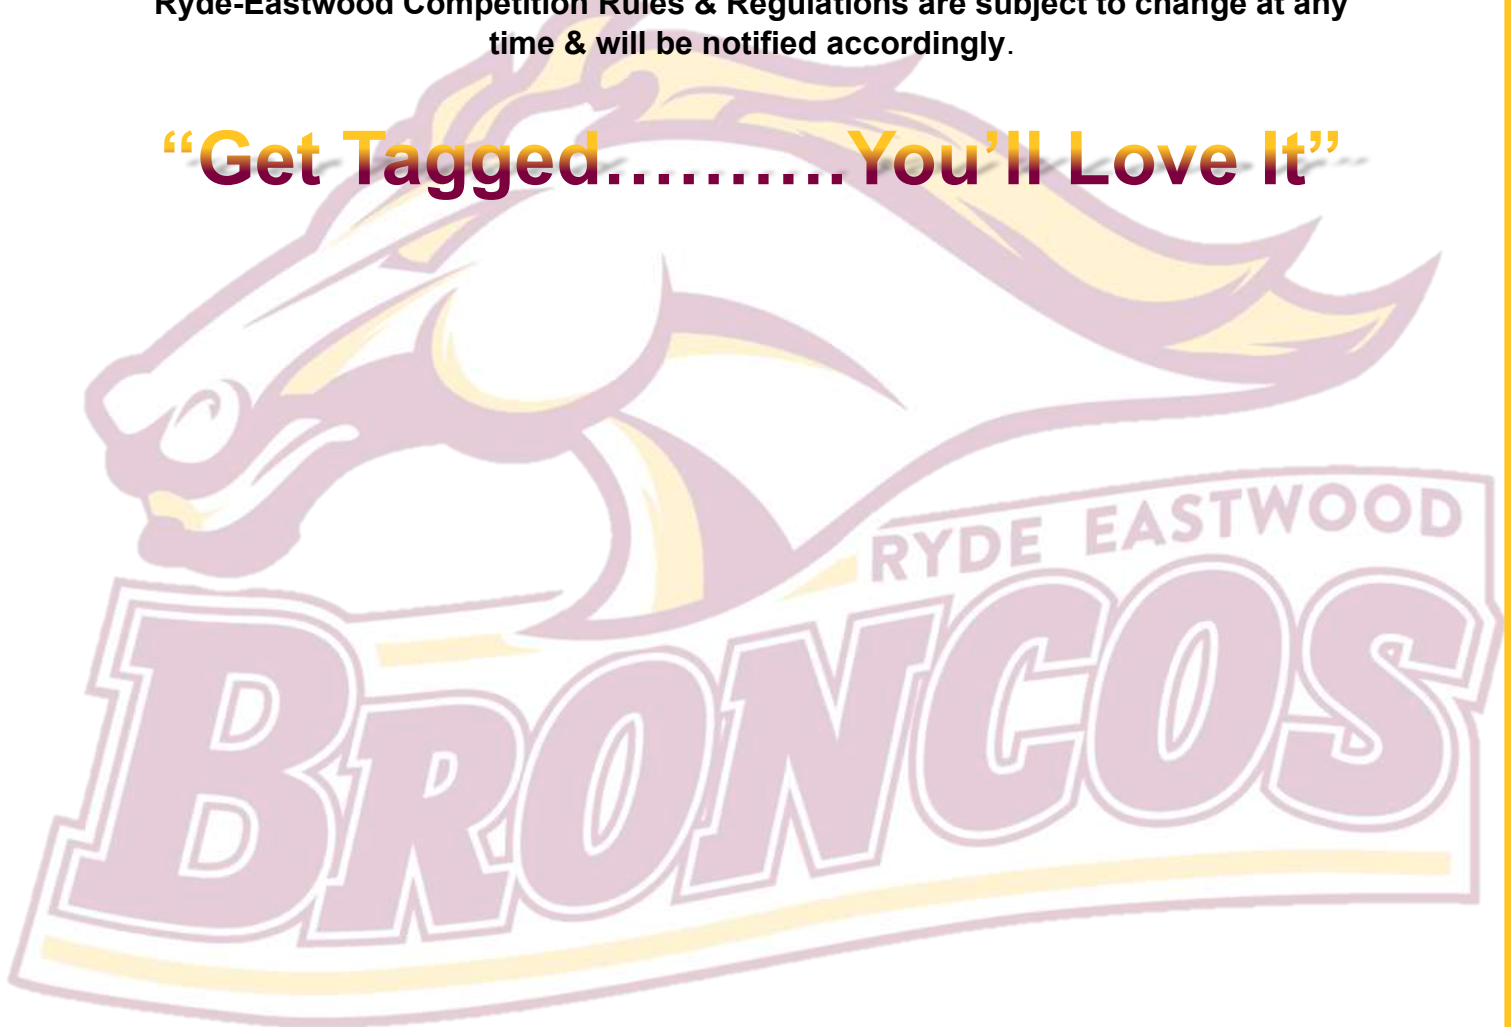 Ryde-Eastwood Competition Rules & Regulations are subject to change at any
time & will be notified accordingly.
“Get Tagged..........You’ll Love It”
RYDE EASTWOOD
BRONCOS